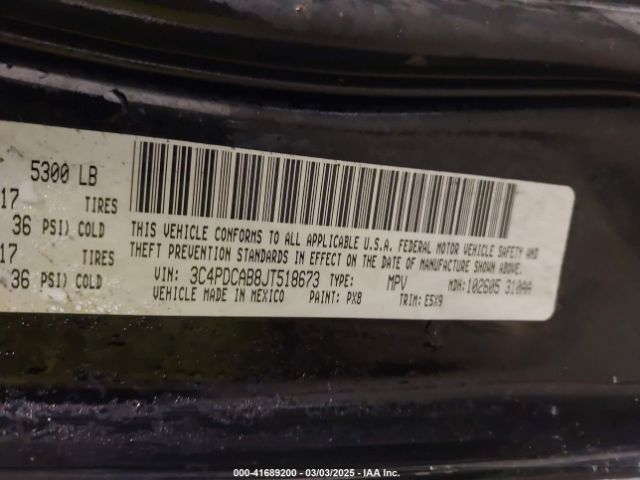 5300 LB
17 TIRES
36 PSI) COLD
17 TIRES
36 PSI) COLD
THIS VEHICLE CONFORMS TO ALL APPLICABLE U.S.A. FEDERAL MOTOR VEHICLE SAFETY AND
THEFT PREVENTION STANDARDS IN EFFECT ON THE DATE OF MANUFACTURE SHOWN ABOVE.
VIN: 3C4PDCAB8JT518673 TYPE: MPV MDH: 102605 310AA
VEHICLE MADE IN MEXICO PAINT: PX8 TRIM: E5X9
000-41689200 - 03/03/2025 - IAA Inc.